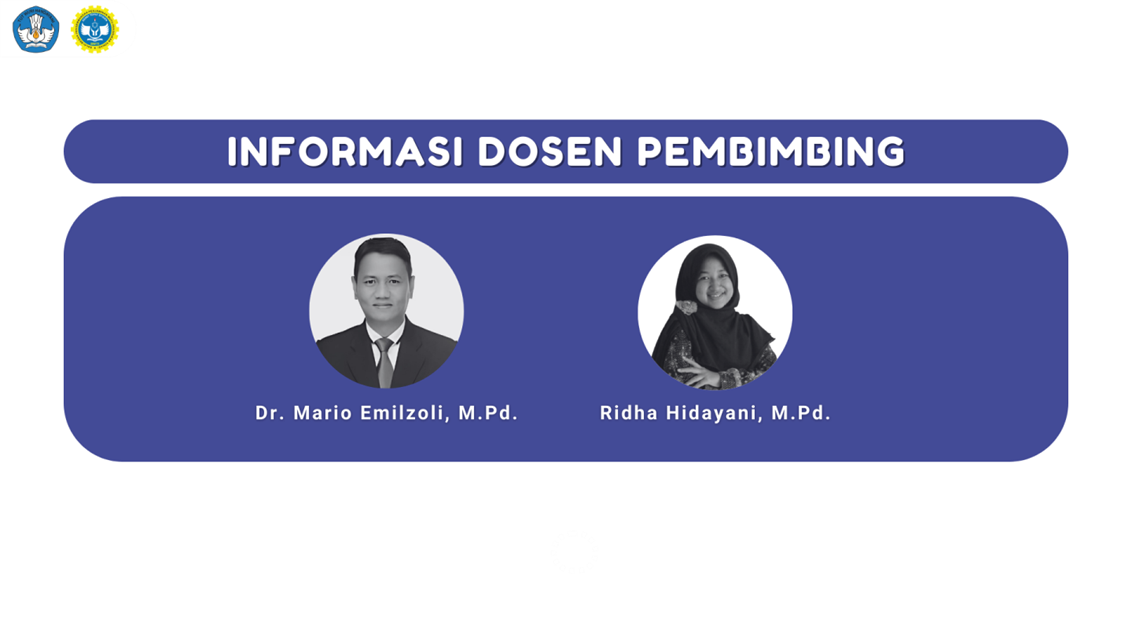 INFORMASI DOSEN PEMBIMBING
Dr. Mario Emilzoli, M.Pd.
Ridha Hidayani, M.Pd.